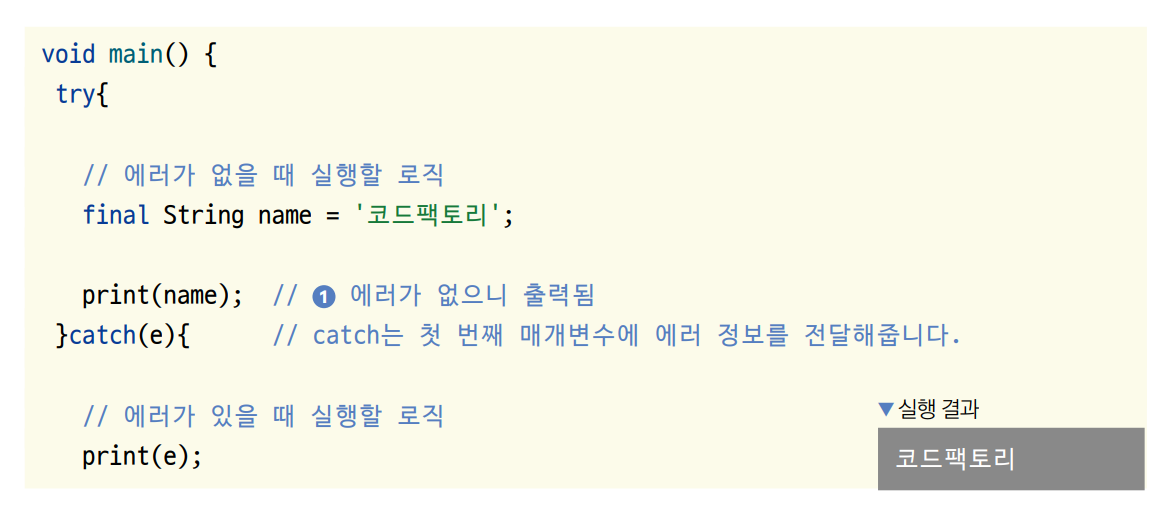 void main() {
try{
// 에러가 없을 때 실행할 로직
final String name = '코드팩토리';
print(name); // ❶ 에러가 없으니 출력됨
}catch(e){ // catch는 첫 번째 매개변수에 에러 정보를 전달해줍니다.
// 에러가 있을 때 실행할 로직
print(e);
▼ 실행 결과
코드팩토리